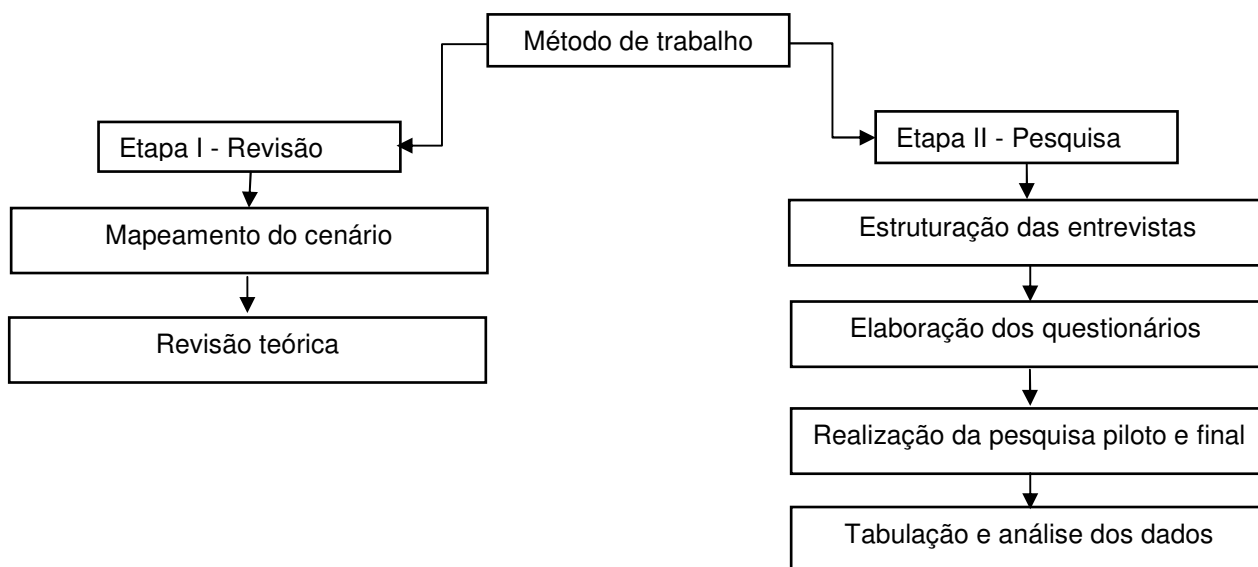 Método de trabalho
Etapa I - Revisão
Mapeamento do cenário
Revisão teórica
Etapa II - Pesquisa
Estruturação das entrevistas
Elaboração dos questionários
Realização da pesquisa piloto e final
Tabulação e análise dos dados